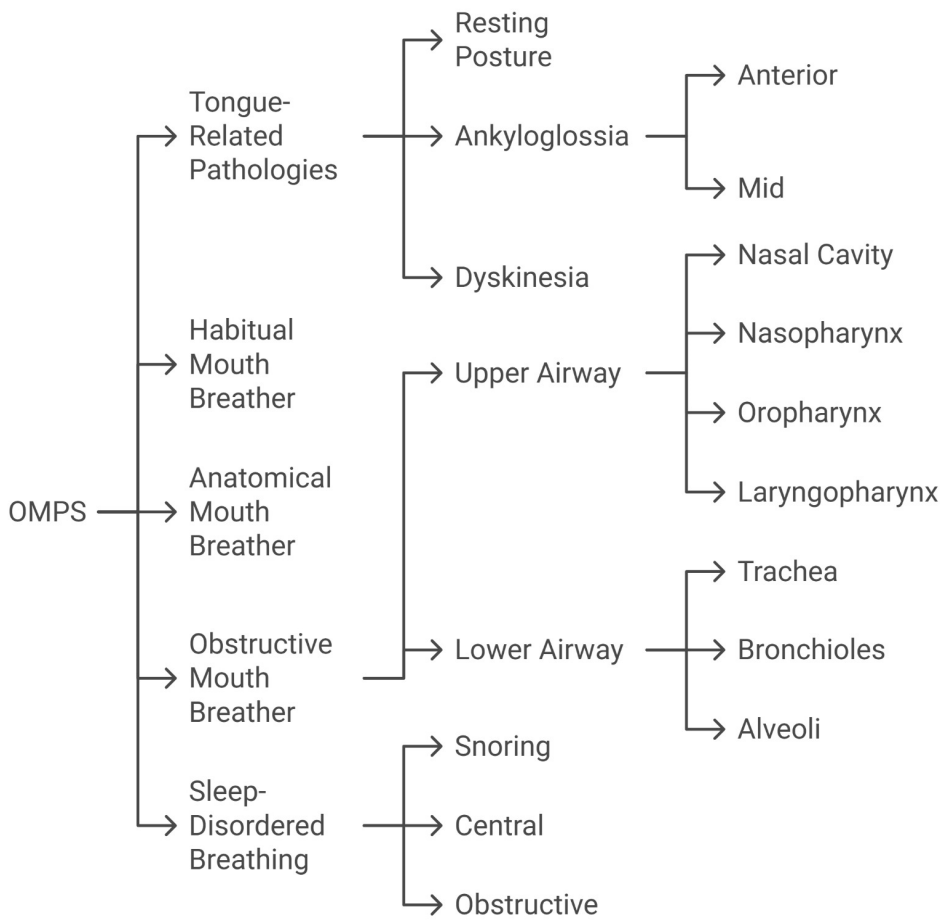 OMPS
Tongue-
Related
Pathologies
Resting
Posture
Ankyloglossia
Anterior
Mid
Dyskinesia
Habitual
Mouth
Breather
Anatomical
Mouth
Breather
Obstructive
Mouth
Breather
Upper Airway
Nasal Cavity
Nasopharynx
Oropharynx
Laryngopharynx
Lower Airway
Trachea
Bronchioles
Alveoli
Sleep-
Disordered
Breathing
Snoring
Central
Obstructive